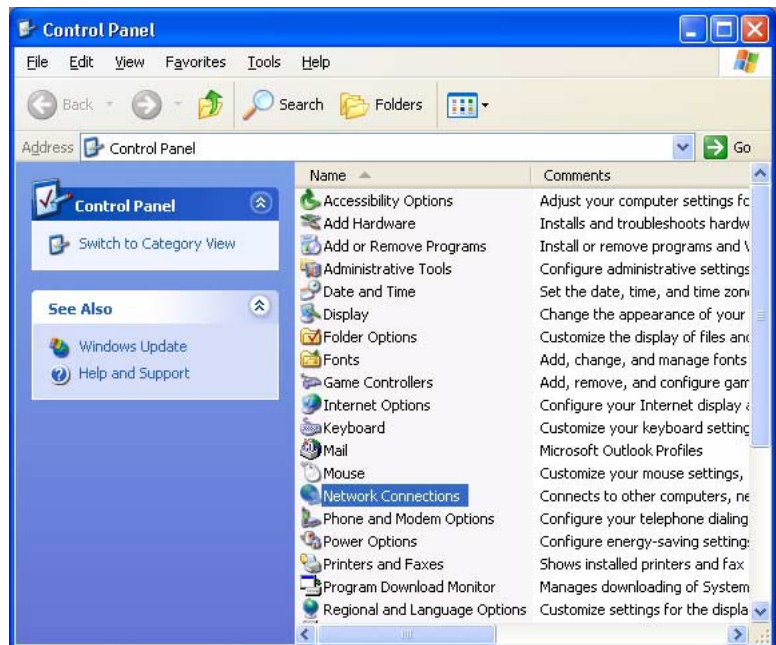 Control Panel
File Edit View Favorites Tools Help
Back Search Folders
Address Control Panel Go
Control Panel
Switch to Category View
See Also
Windows Update
Help and Support
Name Comments
Accessibility Options Adjust your computer settings fc
Add Hardware Installs and troubleshoots hardw
Add or Remove Programs Install or remove programs and \
Administrative Tools Configure administrative settings
Date and Time Set the date, time, and time zon
Display Change the appearance of your
Folder Options Customize the display of files an
Fonts Add, change, and manage fonts
Game Controllers Add, remove, and configure gam
Internet Options Configure your Internet display a
Keyboard Customize your keyboard setting
Mail Microsoft Outlook Profiles
Mouse Customize your mouse settings,
Network Connections Connects to other computers, ne
Phone and Modem Options Configure your telephone dialing
Power Options Configure energy-saving setting
Printers and Faxes Shows installed printers and fax
Program Download Monitor Manages downloading of System
Regional and Language Options Customize settings for the displa